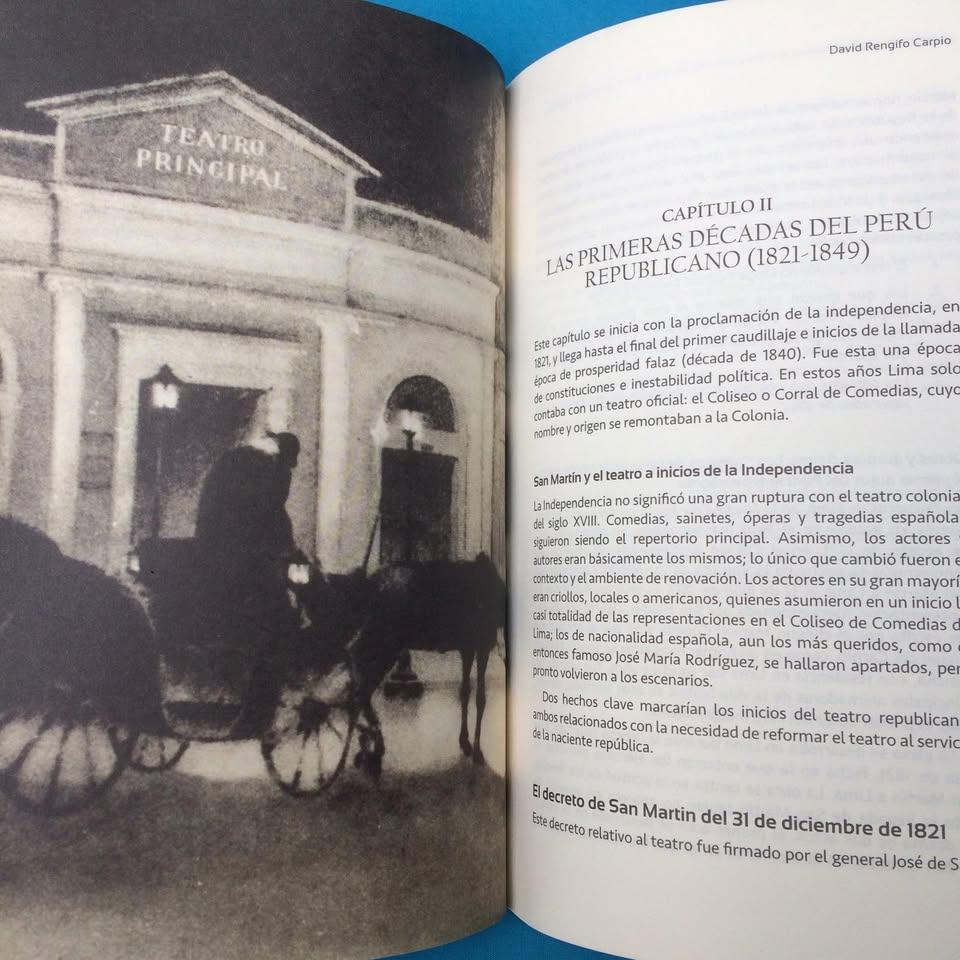 TEATRO
PRINCIPAL
David Rengifo Carpio
CAPÍTULO II
LAS PRIMERAS DÉCADAS DEL PERÚ
REPUBLICANO (1821-1849)
Este capítulo se inicia con la proclamación de la independencia, en
1821, y llega hasta el final del primer caudillaje e inicios de la llamada
época de prosperidad falaz (década de 1840). Fue esta una época
de constituciones e inestabilidad política. En estos años Lima solo
contaba con un teatro oficial: el Coliseo o Corral de Comedias, cuyo
nombre y origen se remontaban a la Colonia.
San Martín y el teatro a inicios de la Independencia
La Independencia no significó una gran ruptura con el teatro colonia
del siglo XVIII. Comedias, sainetes, óperas y tragedias española
siguieron siendo el repertorio principal. Asimismo, los actores
autores eran básicamente los mismos; lo único que cambió fueron e
contexto y el ambiente de renovación. Los actores en su gran mayorí
eran criollos, locales o americanos, quienes asumieron en un inicio l
casi totalidad de las representaciones en el Coliseo de Comedias d
Lima; los de nacionalidad española, aun los más queridos, como e
entonces famoso José María Rodríguez, se hallaron apartados, per
pronto volvieron a los escenarios.
Dos hechos clave marcarían los inicios del teatro republican
ambos relacionados con la necesidad de reformar el teatro al servic
de la naciente república.
El decreto de San Martin del 31 de diciembre de 1821
Este decreto relativo al teatro fue firmado por el general José de S